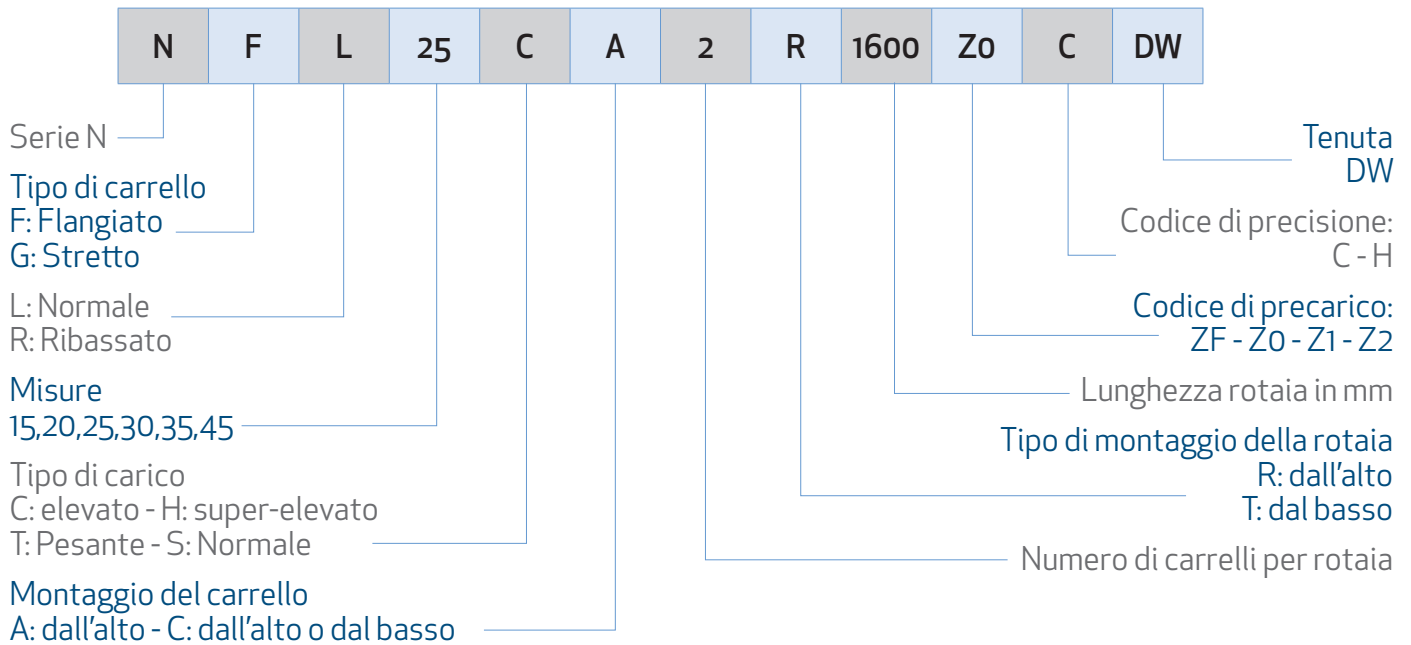 N F L 25 C A 2 R 1600 Z0 C DW
Serie N
Tipo di carrello
F: Flangiato
G: Stretto
L: Normale
R: Ribassato
Misure
15,20,25,30,35,45
Tipo di carico
C: elevato - H: super-elevato
T: Pesante - S: Normale
Montaggio del carrello
A: dall'alto - C: dall'alto o dal basso
Tenuta
DW
Codice di precisione:
C - H
Codice di precarico:
ZF - Z0 - Z1 - Z2
Lunghezza rotaia in mm
Tipo di montaggio della rotaia
R: dall'alto
T: dal basso
Numero di carrelli per rotaia